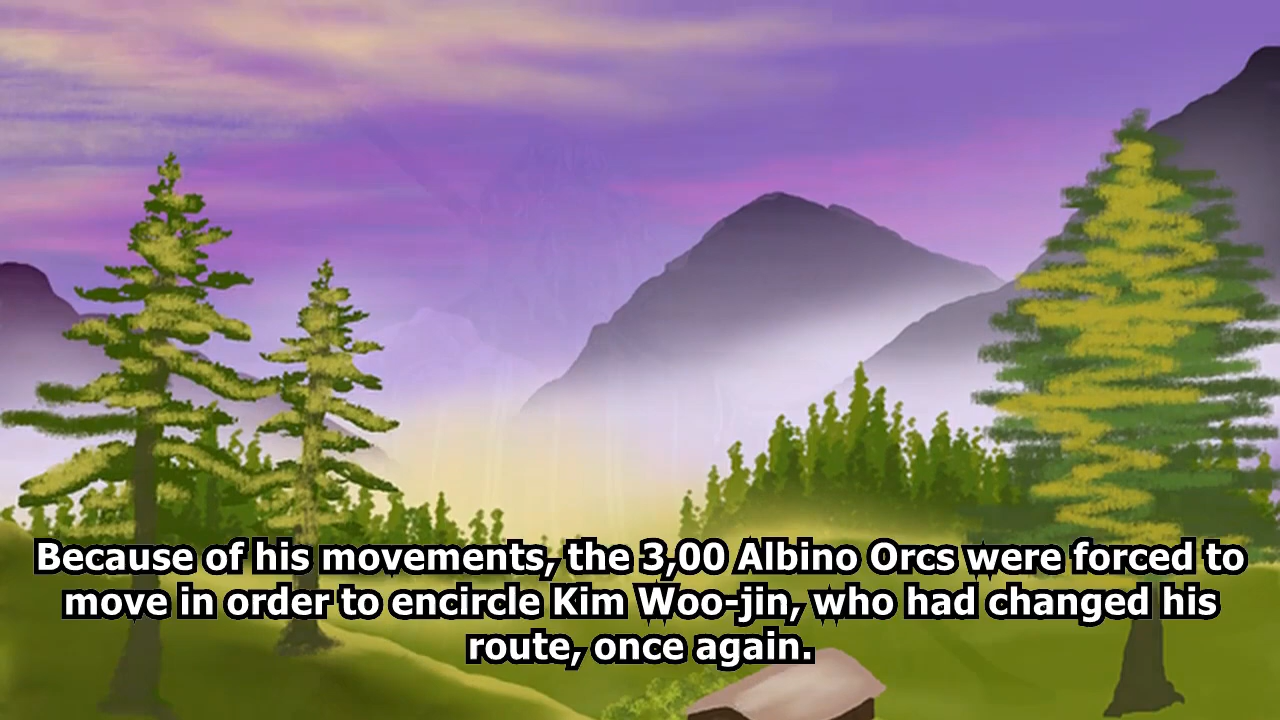 Because of his movements, the 3,00 Albino Orcs were forced to
move in order to encircle Kim Woo-jin, who had changed his
route, once again.